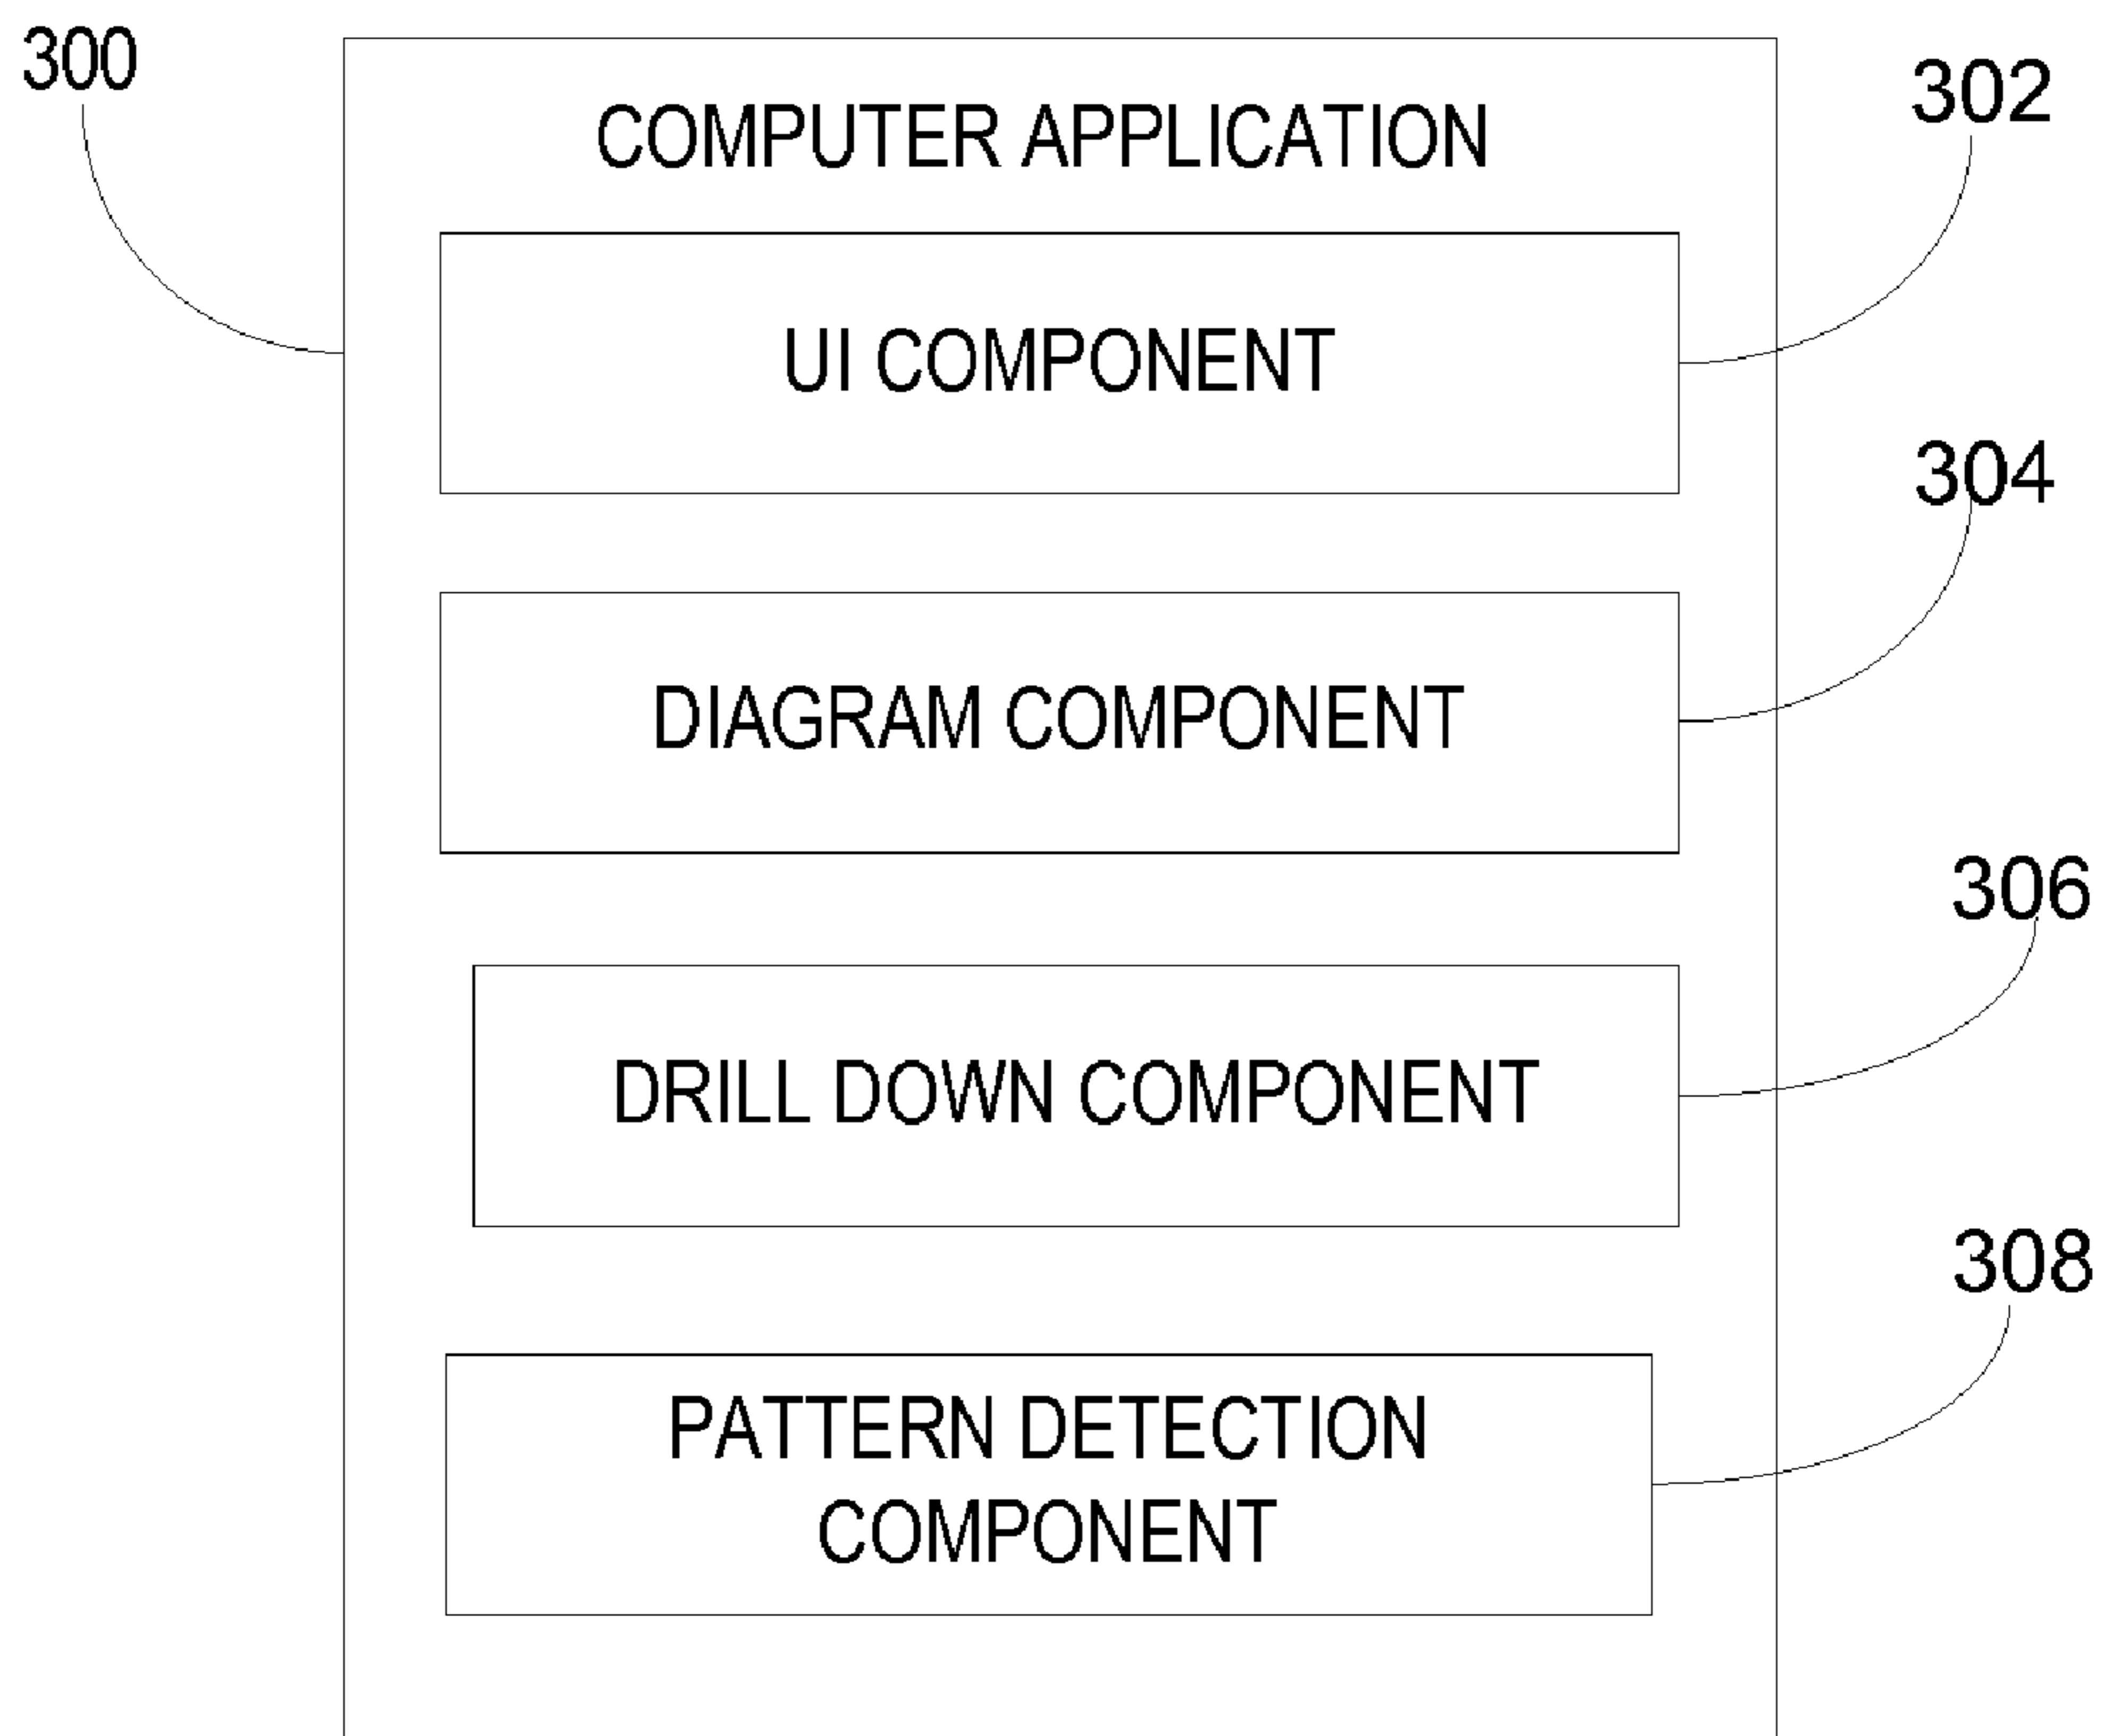 300
COMPUTER APPLICATION
302
UI COMPONENT
304
DIAGRAM COMPONENT
306
DRILL DOWN COMPONENT
308
PATTERN DETECTION
COMPONENT